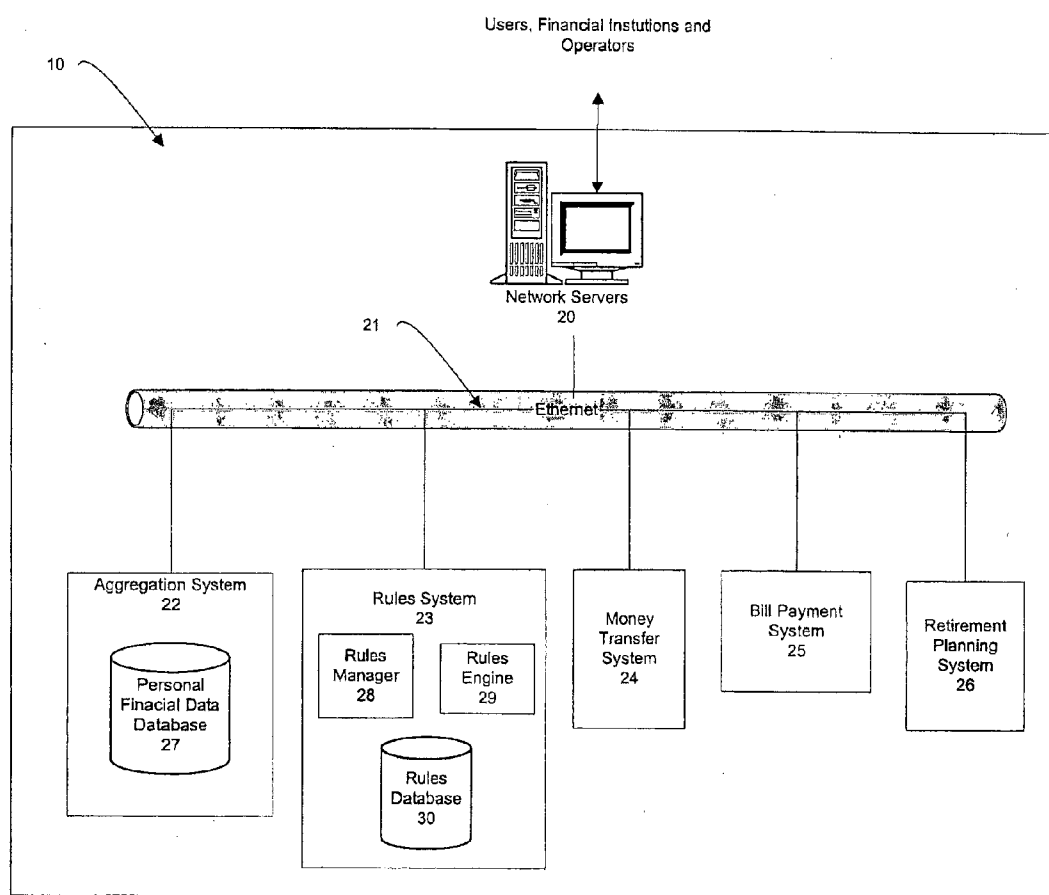 Users, Financial Instutions and
Operators
10
Network Servers
20
21
Ethernet
Aggregation System
22
Personal
Finacial Data
Database
27
Rules System
23
Rules
Manager
28
Rules
Engine
29
Rules
Database
30
Money
Transfer
System
24
Bill Payment
System
25
Retirement
Planning
System
26